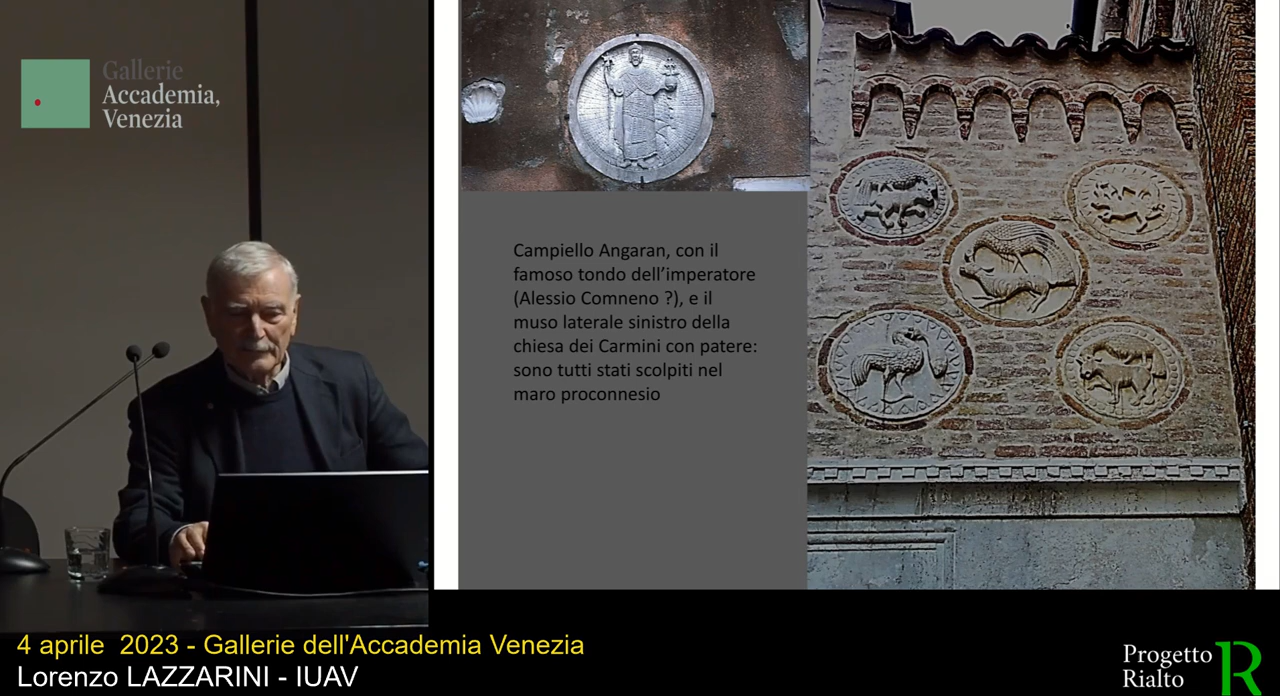 Gallerie
Accademia,
Venezia
Campiello Angaran, con il
famoso tondo dell’imperatore
(Alessio Comneno ?), e il
muso laterale sinistro della
chiesa dei Carmini con patere:
sono tutti stati scolpiti nel
maro proconnesio
4 aprile 2023 - Gallerie dell'Accademia Venezia
Lorenzo LAZZARINI - IUAV
Progetto
Rialto
R